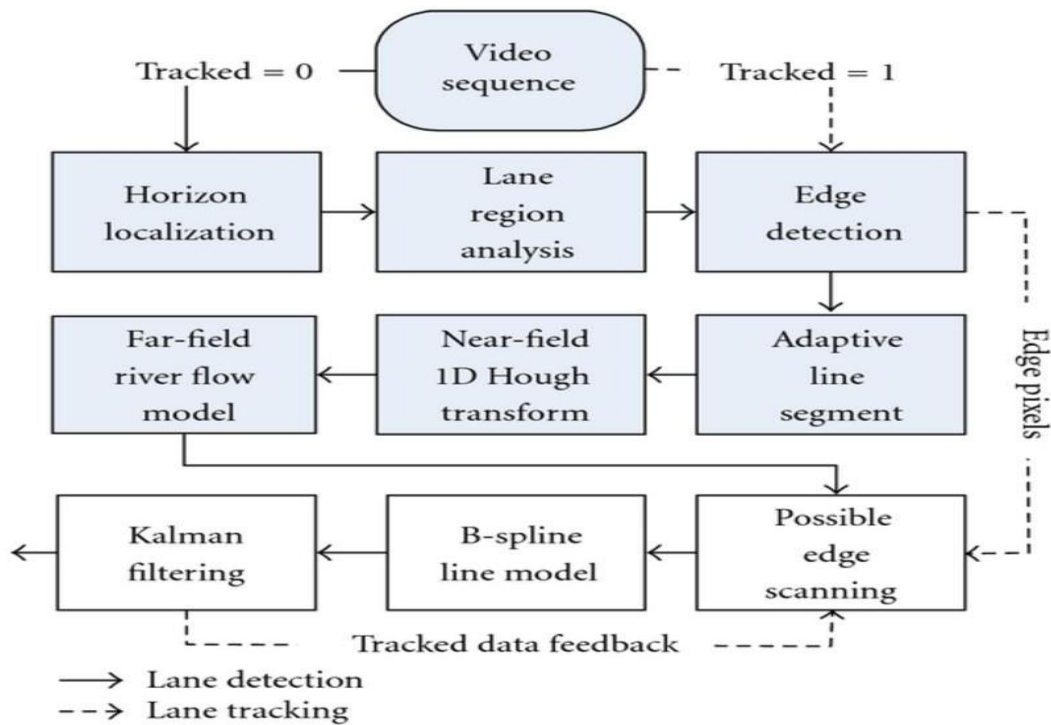 Video
sequence
Tracked = 0
Tracked = 1
Horizon
localization
Lane
region
analysis
Edge
detection
Far-field
river flow
model
Near-field
1D Hough
transform
Adaptive
line
segment
Edge pixels
Kalman
filtering
B-spline
line model
Possible
edge
scanning
Tracked data feedback
Lane detection
Lane tracking